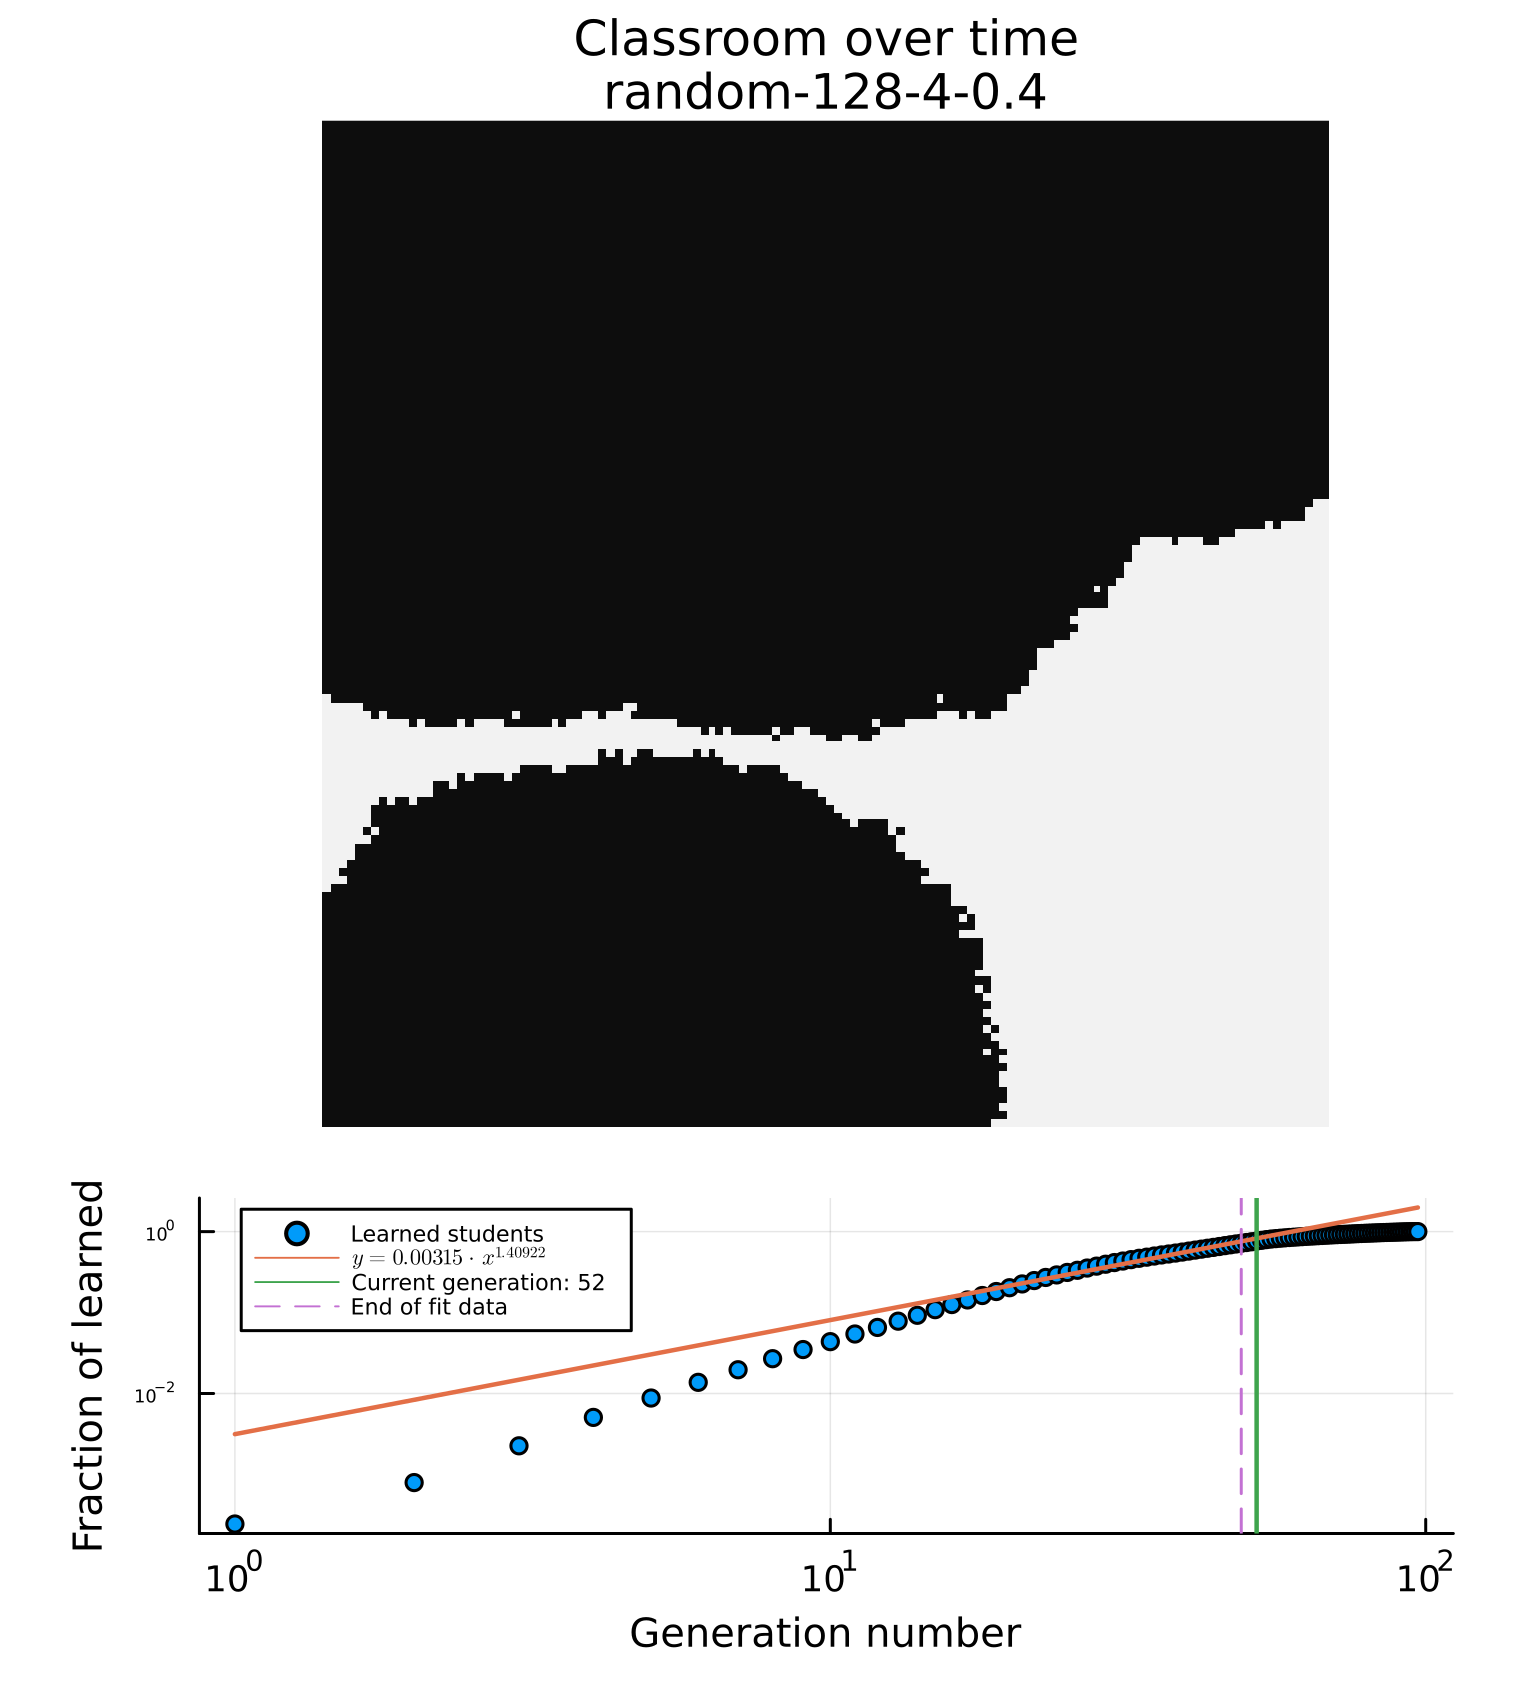 Classroom over time
random-128-4-0.4
Fraction of learned
10^0
10^-2
Learned students
y = 0.00315 · x^1.40922
Current generation: 52
End of fit data
10^0 10^1 10^2
Generation number